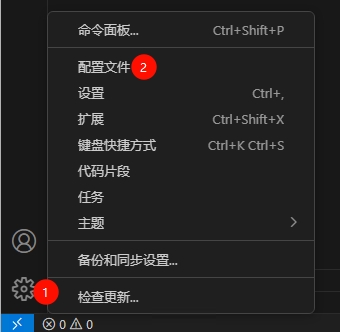 命令面板... Ctrl+Shift+P
配置文件 2
设置 Ctrl+,
扩展 Ctrl+Shift+X
键盘快捷方式 Ctrl+K Ctrl+S
代码片段
任务
主题
备份和同步设置...
1 检查更新...
0 0